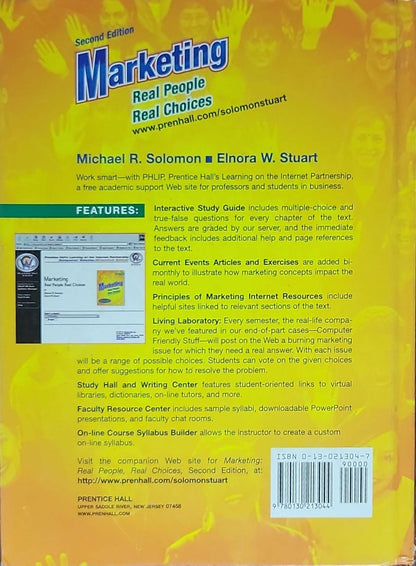 Second Edition
Marketing
Real People
Real Choices
www.prenhall.com/solomonstuart
Michael R. Solomon ■ Elnora W. Stuart
Work smart—with PHLIP, Prentice Hall's Learning on the Internet Partnership,
a free academic support Web site for professors and students in business.
FEATURES:
Interactive Study Guide includes multiple-choice and
true-false questions for every chapter of the text.
Answers are graded by our server, and the immediate
feedback includes additional help and page references
to the text.
Current Events Articles and Exercises are added bi-
monthly to illustrate how marketing concepts impact the
real world.
Principles of Marketing Internet Resources include
helpful sites linked to relevant sections of the text.
Living Laboratory: Every semester, the real-life compa-
ny we've featured in our end-of-part cases—Computer
Friendly Stuff—will post on the Web a burning marketing
issue for which they need a real answer. With each issue
will be a range of possible choices. Students can vote on the given choices
and offer suggestions for how to resolve the problem.
Study Hall and Writing Center features student-oriented links to virtual
libraries, dictionaries, on-line tutors, and more.
Faculty Resource Center includes sample syllabi, downloadable PowerPoint
presentations, and faculty chat rooms.
On-line Course Syllabus Builder allows the instructor to create a custom
on-line syllabus.
Visit the companion Web site for Marketing:
Real People, Real Choices, Second Edition, at:
http://www.prenhall.com/solomonstuart
PRENTICE HALL
UPPER SADDLE RIVER, NEW JERSEY 07458
WWW.PRENHALL.COM
ISBN 0-13-021304-7
90000
9 780130 213044
Marketing
Real People Real Choices